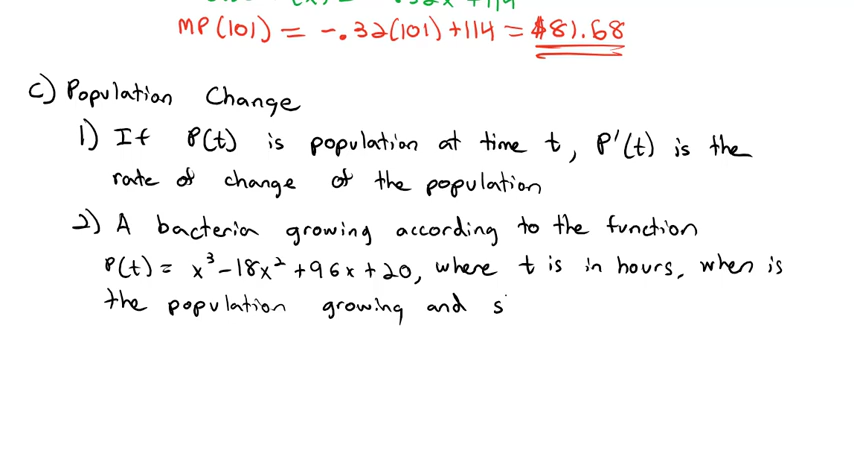 MP(101) = -.32(101)+114 = $81.68
c) Population Change
1) If P(t) is population at time t, P'(t) is the
rate of change of the population
2) A bacteria growing according to the function
P(t) = x³-18x²+96x+20, where t is in hours, when is
the population growing and s